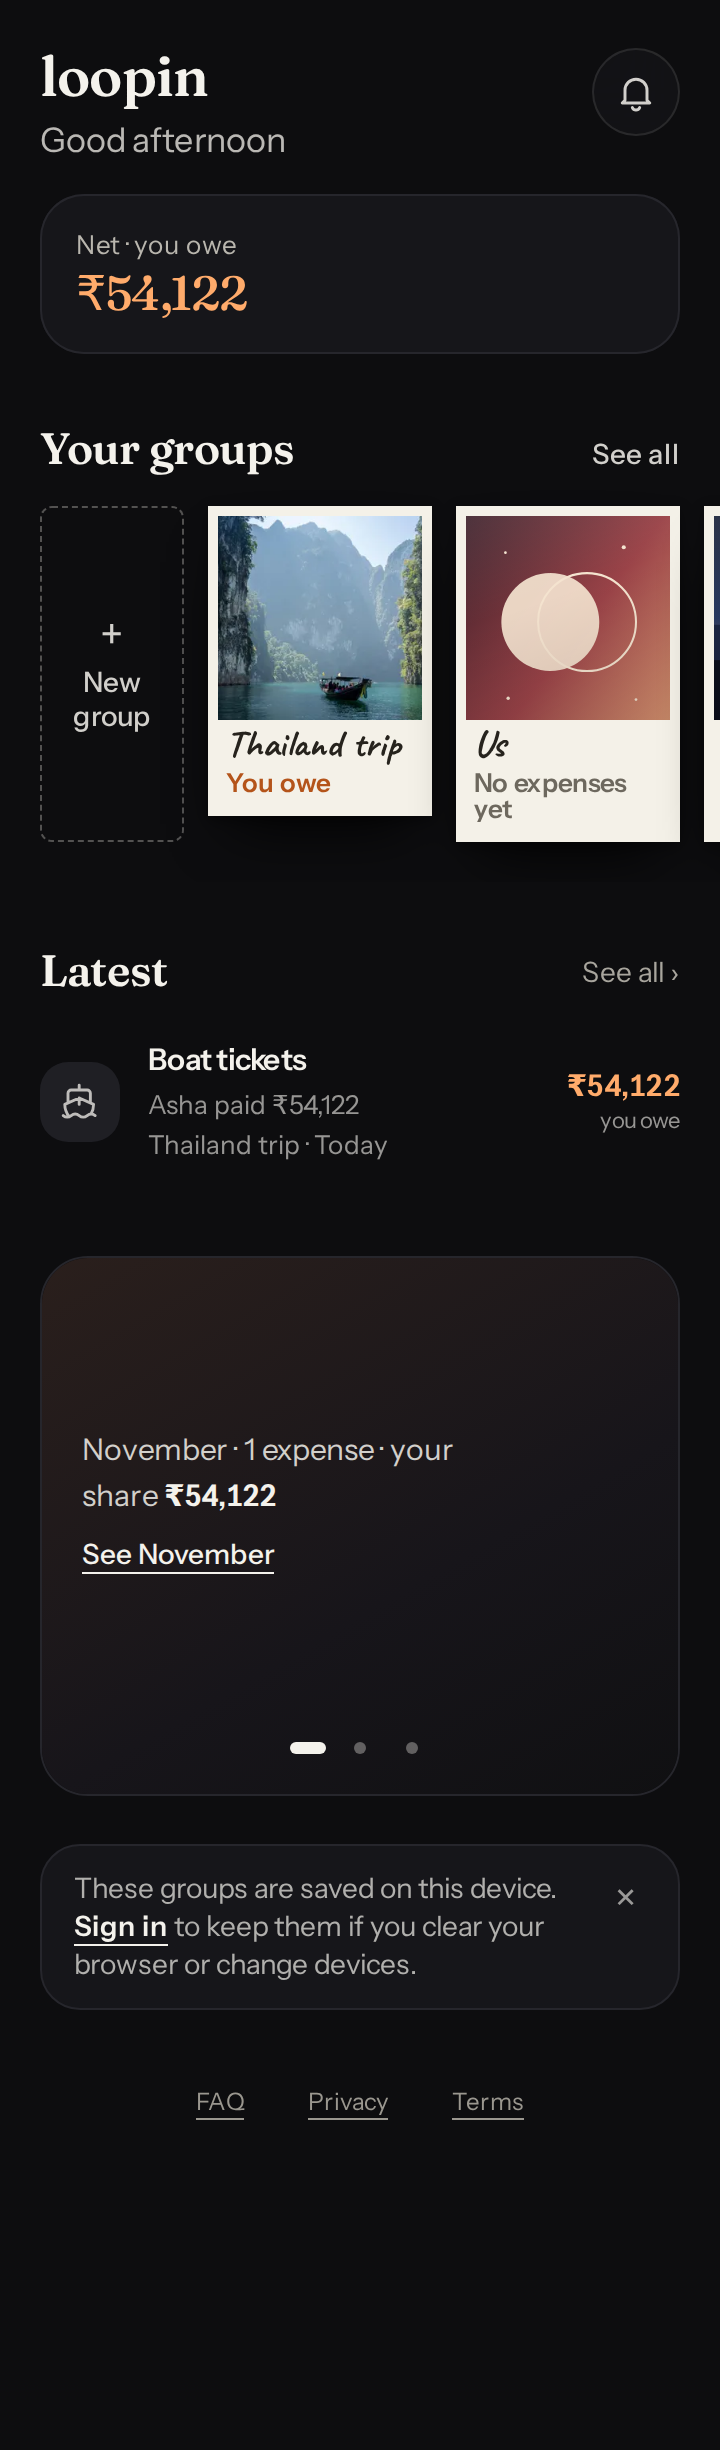 loopin
Good afternoon
Net · you owe
₹54,122
Your groups
See all
+
New
group
Thailand trip
You owe
Us
No expenses
yet
Latest
See all ›
Boat tickets
Asha paid ₹54,122
Thailand trip · Today
₹54,122
you owe
November · 1 expense · your
share ₹54,122
See November
These groups are saved on this device.
Sign in to keep them if you clear your
browser or change devices.
×
FAQ
Privacy
Terms